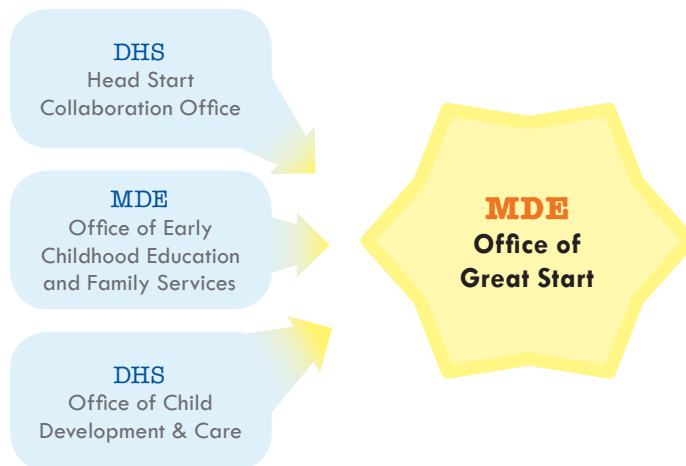 DHS
Head Start
Collaboration Office
MDE
Office of Early
Childhood Education
and Family Services
DHS
Office of Child
Development & Care
MDE
Office of
Great Start